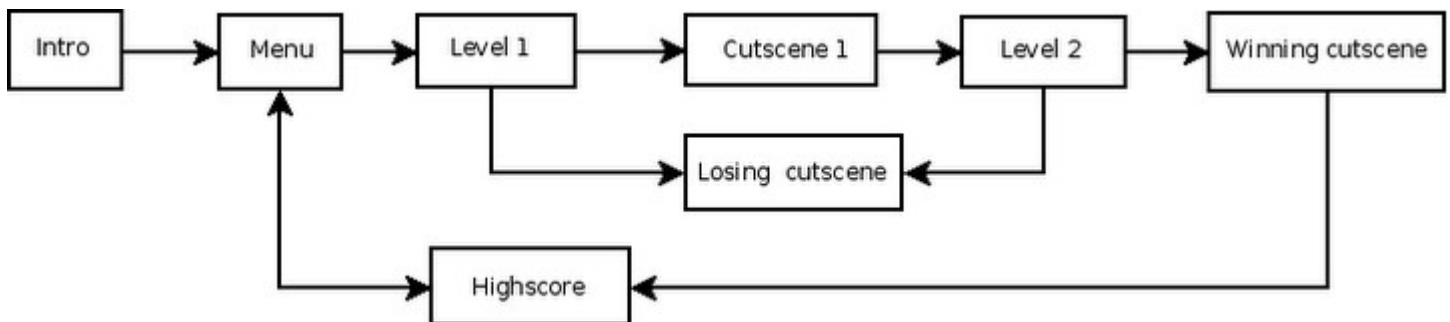 Intro
Menu
Level 1
Cutscene 1
Level 2
Winning cutscene
Losing cutscene
Highscore